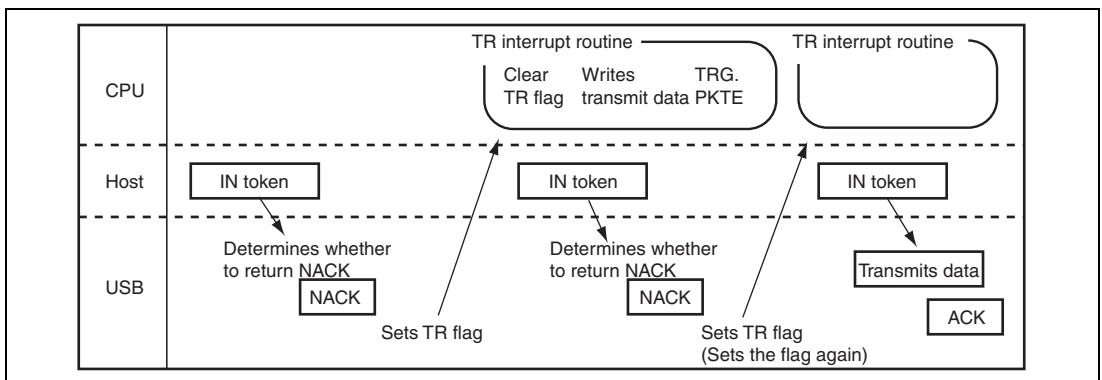 TR interrupt routine
TR interrupt routine
CPU
Clear Writes TRG.
TR flag transmit data PKTE
Host
IN token
IN token
IN token
USB
Determines whether
to return NACK
NACK
Sets TR flag
Determines whether
to return NACK
NACK
Sets TR flag
(Sets the flag again)
Transmits data
ACK